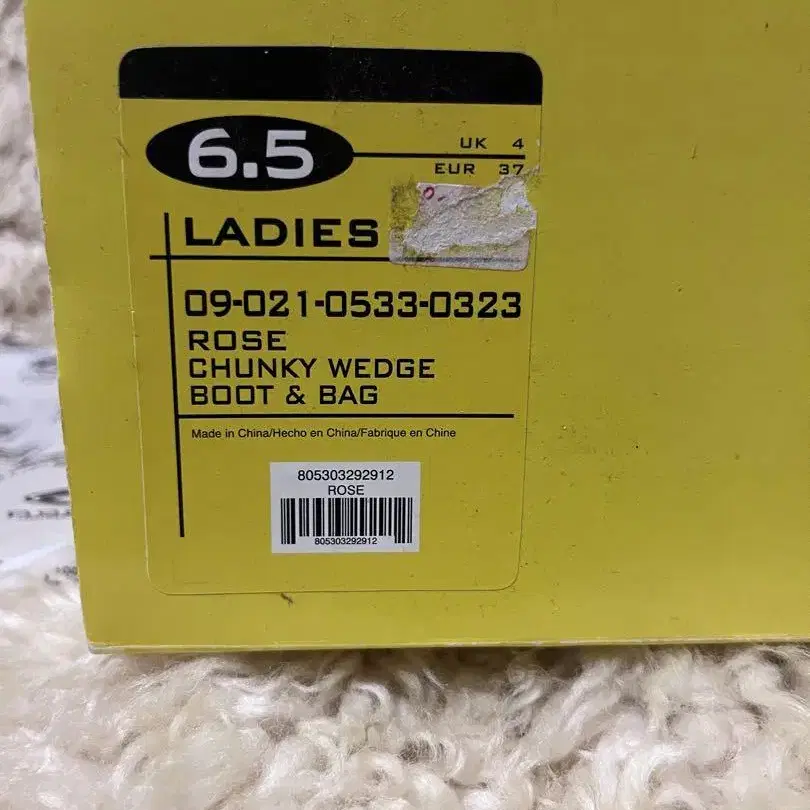 6.5
UK 4
EUR 37
LADIES
09-021-0533-0323
ROSE
CHUNKY WEDGE
BOOT & BAG
Made in China/Hecho en China/Fabrique en Chine
805303292912
ROSE
805303292912